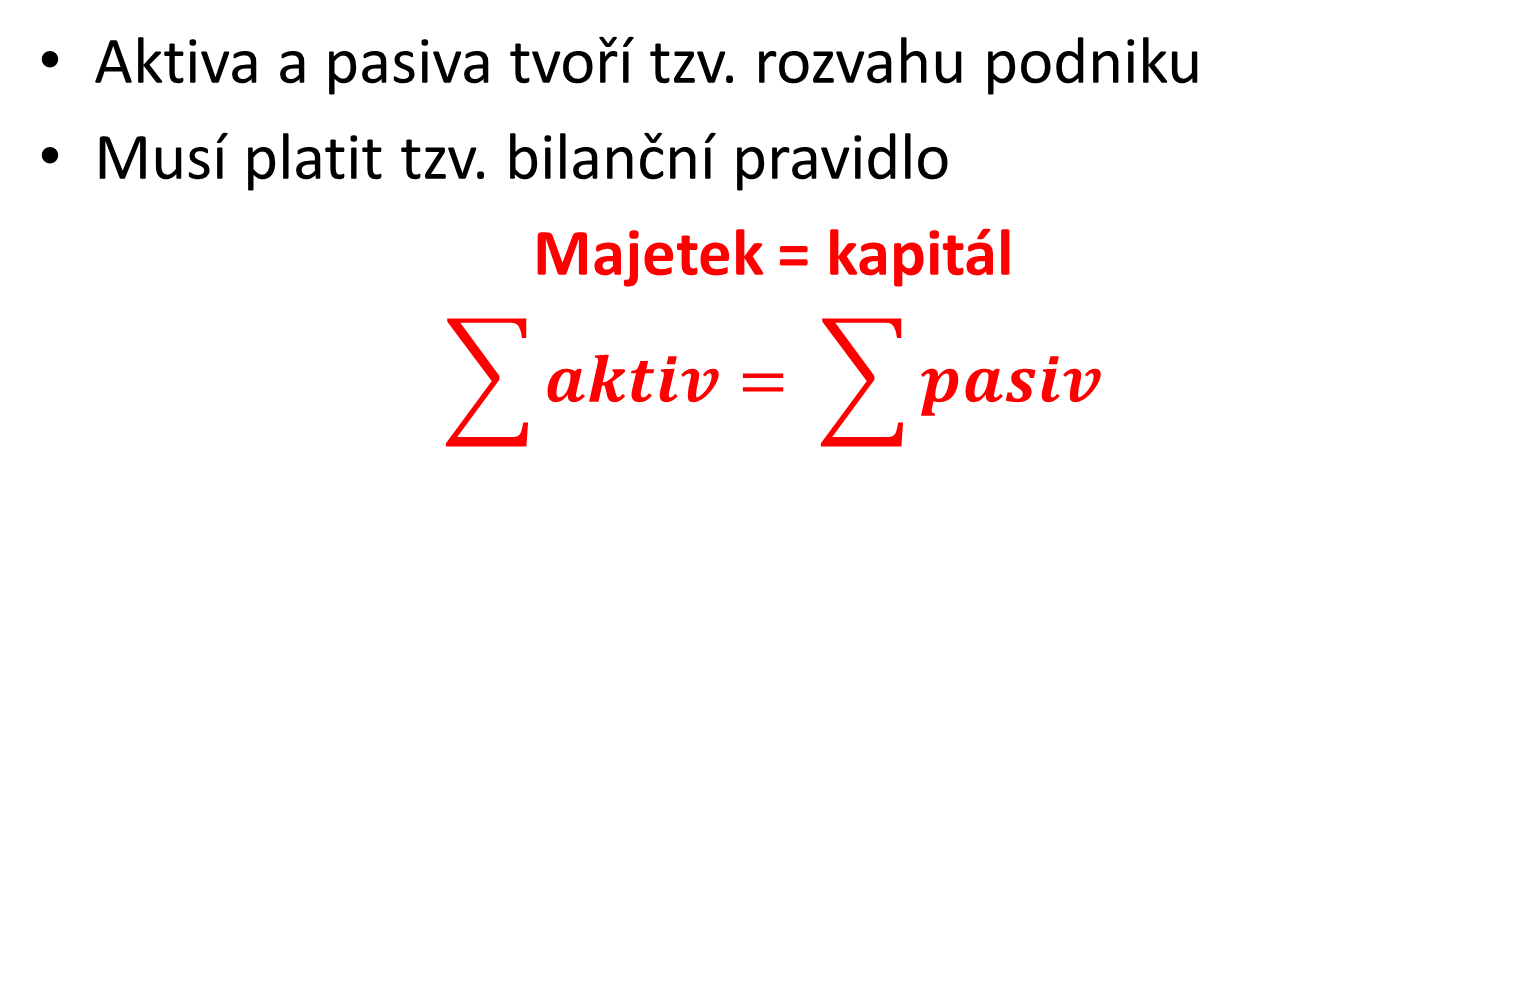 • Aktiva a pasiva tvoří tzv. rozvahu podniku
• Musí platit tzv. bilanční pravidlo
Majetek = kapitál
∑ aktiv = ∑ pasiv